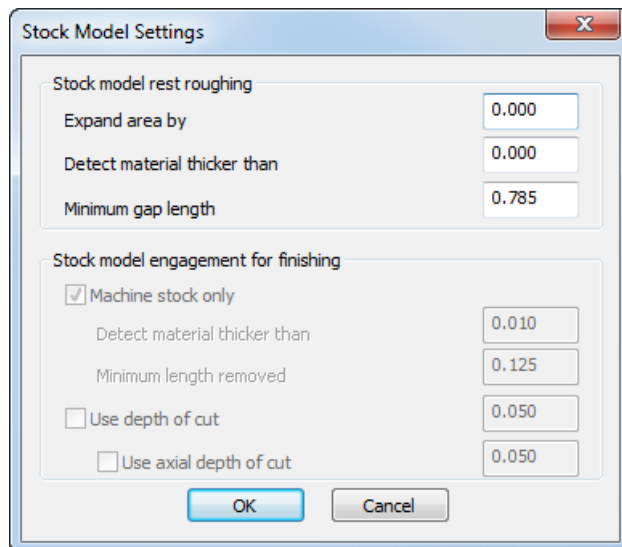 Stock Model Settings
Stock model rest roughing
Expand area by 0.000
Detect material thicker than 0.000
Minimum gap length 0.785
Stock model engagement for finishing
Machine stock only
Detect material thicker than 0.010
Minimum length removed 0.125
Use depth of cut 0.050
Use axial depth of cut 0.050
OK Cancel